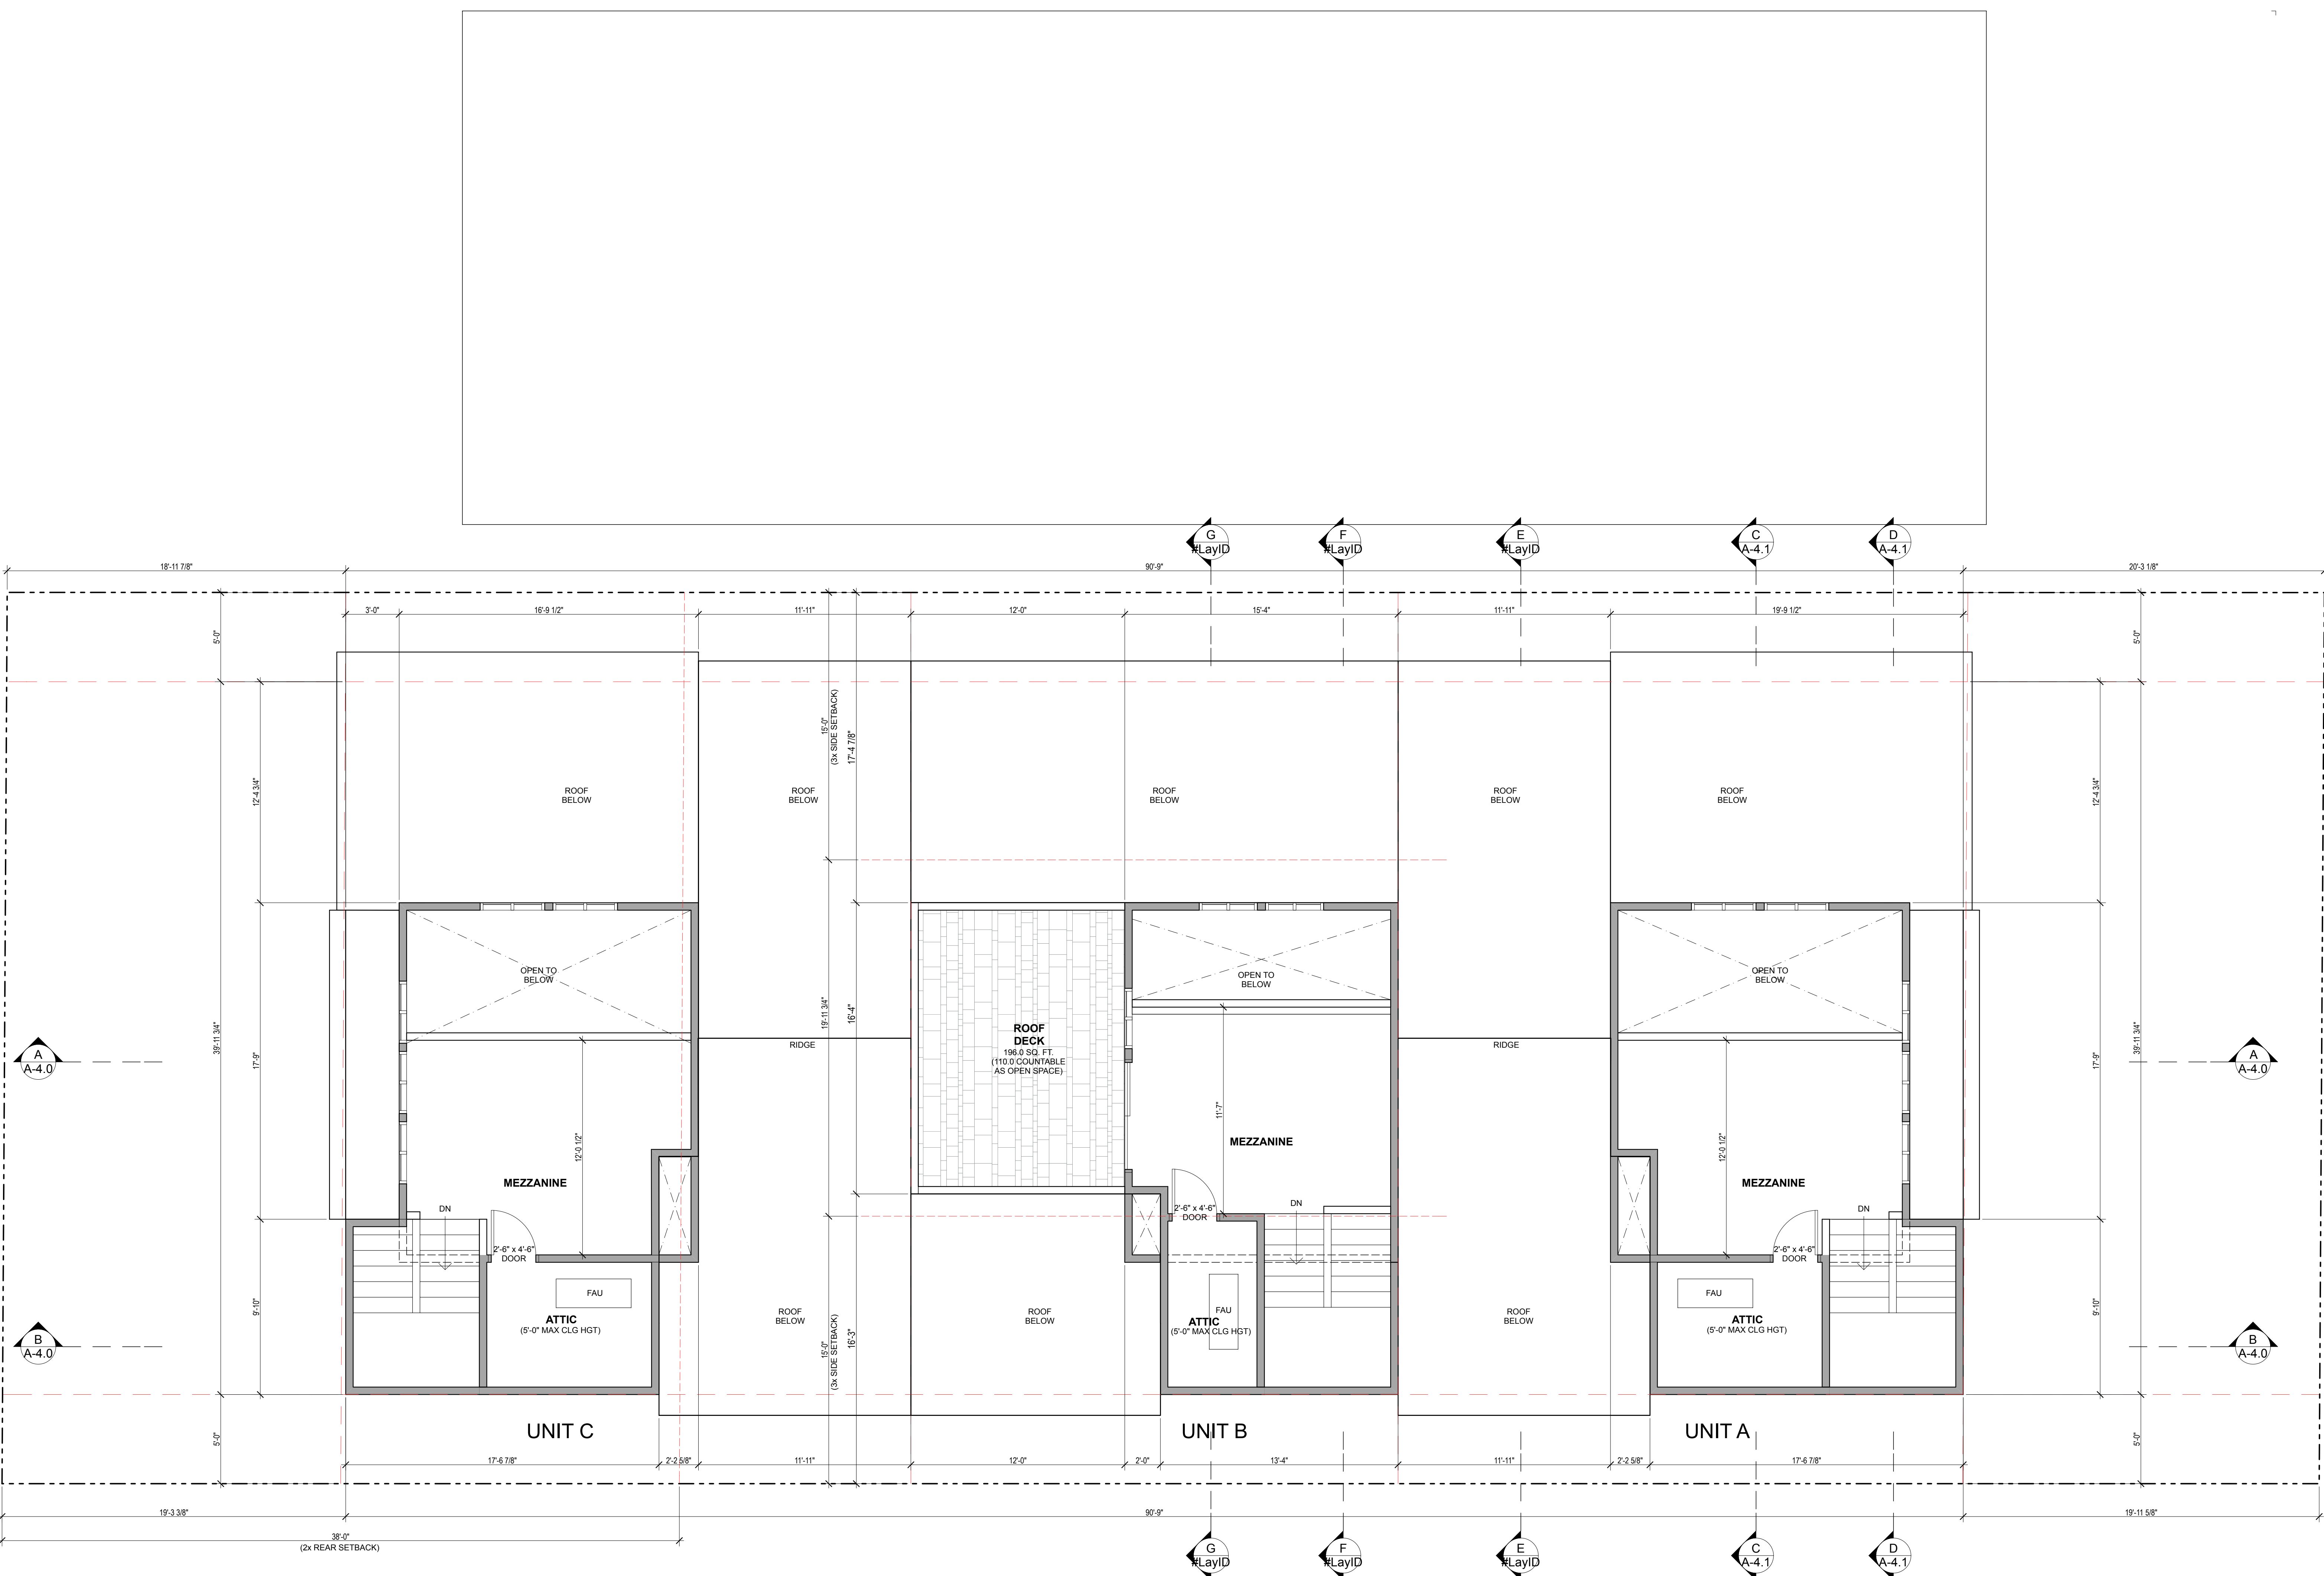 G
#LayID
F
#LayID
E
#LayID
C
A-4.1
D
A-4.1
18'-11 7/8"
90'-9"
20'-3 1/8"
3'-0"
16'-9 1/2"
11'-11"
12'-0"
15'-4"
11'-11"
19'-9 1/2"
5'-0"
5'-0"
15'-0"
(3x SIDE SETBACK)
17'-4 7/8"
12'-4 3/4"
12'-4 3/4"
ROOF
BELOW
ROOF
BELOW
ROOF
BELOW
ROOF
BELOW
ROOF
BELOW
OPEN TO
BELOW
OPEN TO
BELOW
OPEN TO
BELOW
39'-11 3/4"
17'-9"
19'-11 3/4"
16'-4"
ROOF
DECK
196.0 SQ. FT.
(110.0 COUNTABLE
AS OPEN SPACE)
RIDGE
RIDGE
17'-9"
39'-11 3/4"
A
A-4.0
A
A-4.0
12'-0 1/2"
11'-7"
12'-0 1/2"
MEZZANINE
MEZZANINE
MEZZANINE
DN
DN
DN
2'-6" x 4'-6"
DOOR
2'-6" x 4'-6"
DOOR
2'-6" x 4'-6"
DOOR
FAU
FAU
FAU
9'-10"
9'-10"
ATTIC
(5'-0" MAX CLG HGT)
ROOF
BELOW
ROOF
BELOW
ATTIC
(5'-0" MAX CLG HGT)
ROOF
BELOW
ATTIC
(5'-0" MAX CLG HGT)
15'-0"
(3x SIDE SETBACK)
16'-3"
B
A-4.0
B
A-4.0
5'-0"
5'-0"
UNIT C
UNIT B
UNIT A
17'-6 7/8"
2'-2 5/8"
11'-11"
12'-0"
2'-0"
13'-4"
11'-11"
2'-2 5/8"
17'-6 7/8"
19'-3 3/8"
90'-9"
19'-11 5/8"
38'-0"
(2x REAR SETBACK)
G
#LayID
F
#LayID
E
#LayID
C
A-4.1
D
A-4.1